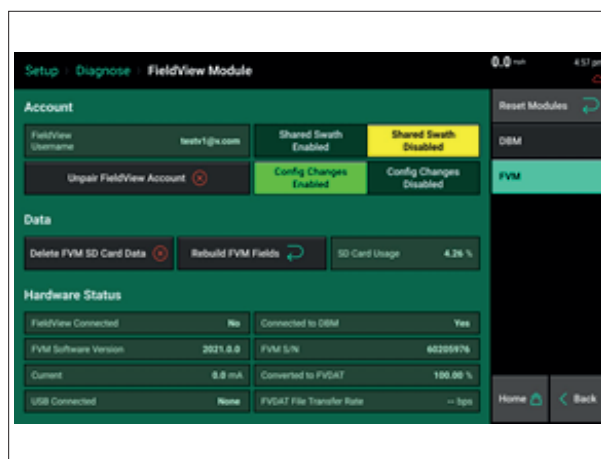 Setup Diagnose FieldView Module
0.0 mph 4:57 pm
Account
FieldView Username testv1@x.com
Shared Swath Enabled
Shared Swath Disabled
Unpair FieldView Account
Config Changes Enabled
Config Changes Disabled
Data
Delete FVM SD Card Data
Rebuild FVM Fields
SD Card Usage 4.26 %
Hardware Status
FieldView Connected No
Connected to DBM Yes
FVM Software Version 2021.0.0
FVM S/N 60205976
Current 0.0 mA
Converted to FVDAT 100.00 %
USB Connected None
FVDAT File Transfer Rate -- bps
Reset Modules
DBM
FVM
Home
Back